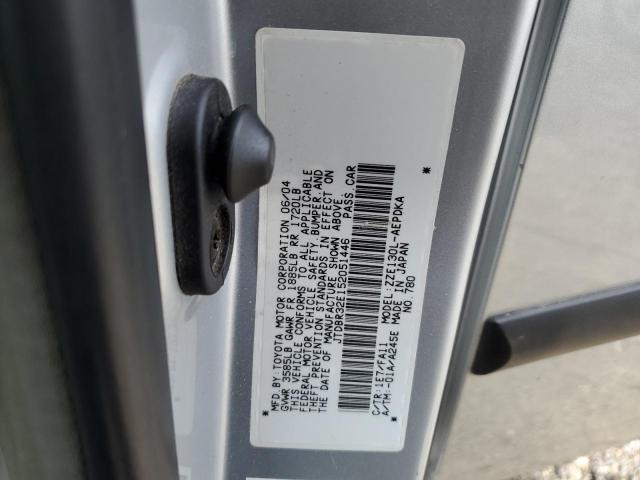 MFD.BY:TOYOTA MOTOR CORPORATION 06/04
GVWR 3585LB GAWR FR 1885LB RR 1720LB
THIS VEHICLE CONFORMS TO ALL APPLICABLE
FEDERAL MOTOR VEHICLE SAFETY, BUMPER, AND
THEFT PREVENTION STANDARDS IN EFFECT ON
THE DATE OF MANUFACTURE SHOWN ABOVE.
JTDBR32E152051446 PASS.CAR
* *
C/TR:1E7/FA11 MODEL:ZZE130L-AEPDKA
A/TM:-01A/A245E MADE IN JAPAN
* NO. 780